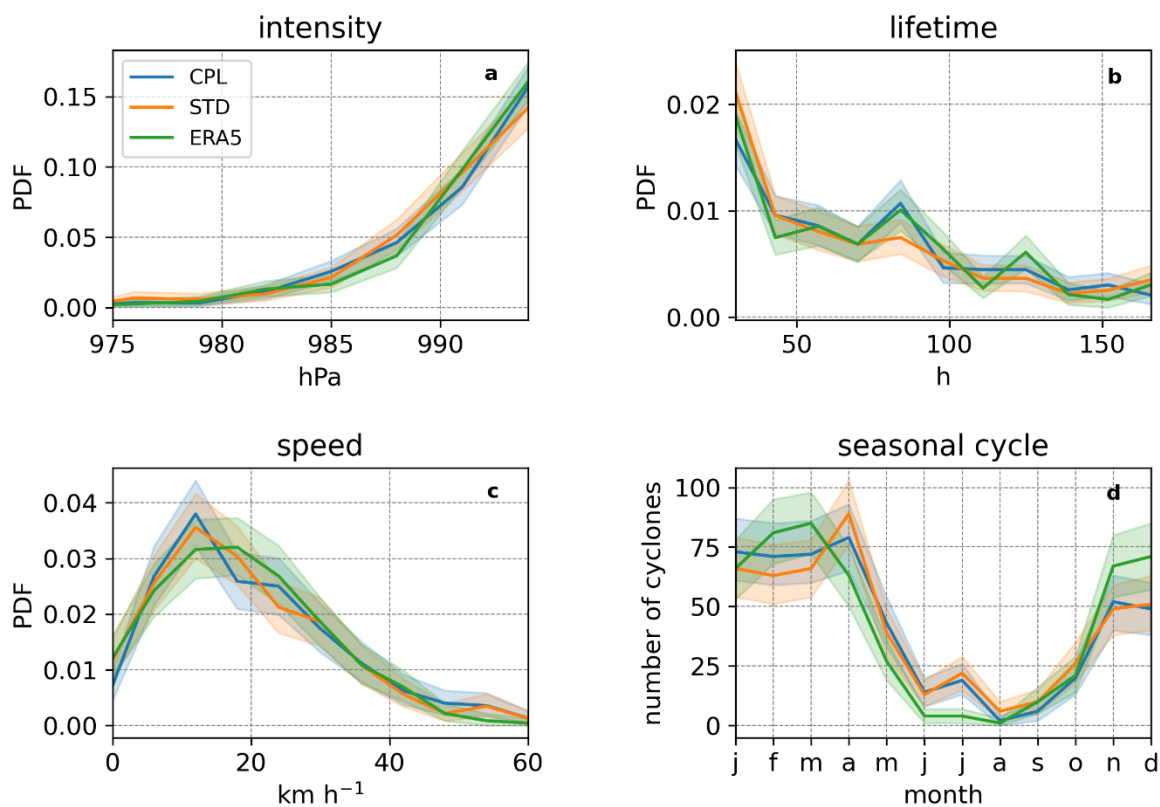 intensity
a
CPL
STD
ERA5
PDF
0.15
0.10
0.05
0.00
975 980 985 990
hPa
lifetime
b
PDF
0.02
0.01
0.00
50 100 150
h
speed
c
PDF
0.04
0.03
0.02
0.01
0.00
0 20 40 60
km h⁻¹
seasonal cycle
d
number of cyclones
100
75
50
25
0
j f m a m j j a s o n d
month